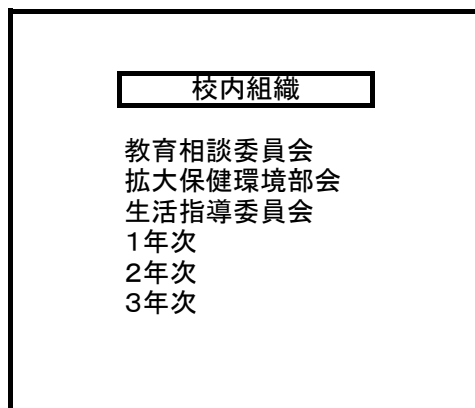 校内組織
教育相談委員会
拡大保健環境部会
生活指導委員会
1年次
2年次
3年次